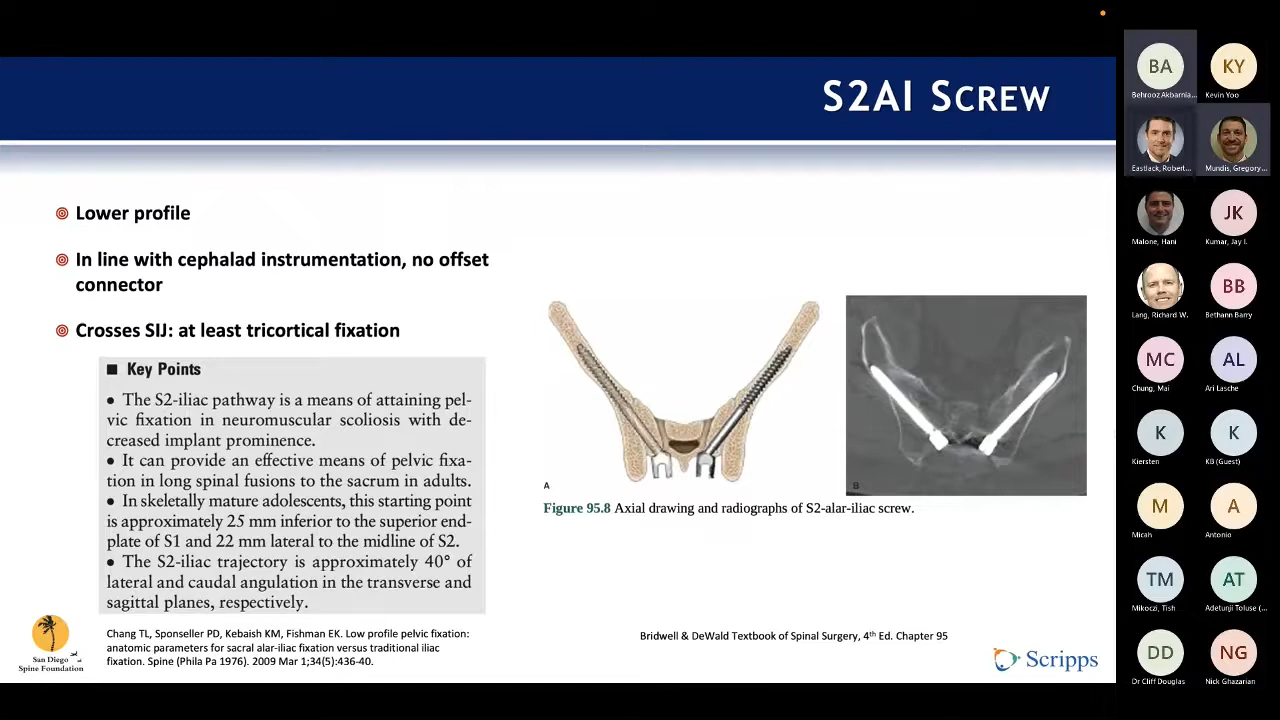 S2AI SCREW
Lower profile
In line with cephalad instrumentation, no offset
connector
Crosses SIJ: at least tricortical fixation
■ Key Points
• The S2-iliac pathway is a means of attaining pel-
vic fixation in neuromuscular scoliosis with de-
creased implant prominence.
• It can provide an effective means of pelvic fixa-
tion in long spinal fusions to the sacrum in adults.
• In skeletally mature adolescents, this starting point
is approximately 25 mm inferior to the superior end-
plate of S1 and 22 mm lateral to the midline of S2.
• The S2-iliac trajectory is approximately 40° of
lateral and caudal angulation in the transverse and
sagittal planes, respectively.
A
B
Figure 95.8 Axial drawing and radiographs of S2-alar-iliac screw.
Chang TL, Sponseller PD, Kebaish KM, Fishman EK. Low profile pelvic fixation:
anatomic parameters for sacral alar-iliac fixation versus traditional iliac
fixation. Spine (Phila Pa 1976). 2009 Mar 1;34(5):436-40.
Bridwell & DeWald Textbook of Spinal Surgery, 4th Ed. Chapter 95
San Diego
Spine Foundation
Scripps
BA
Behrooz Akbarnia...
KY
Kevin Yoo
Eastlack, Robert...
Mundis, Gregory...
Malone, Hani
JK
Kumar, Jay I.
Lang, Richard W.
BB
Bethann Barry
MC
Chung, Mai
AL
Ari Lasche
K
Kiersten
K
KB (Guest)
M
Micah
A
Antonio
TM
Mikoczi, Tish
AT
Adetunji Toluse (...
DD
Dr Cliff Douglas
NG
Nick Ghazarian